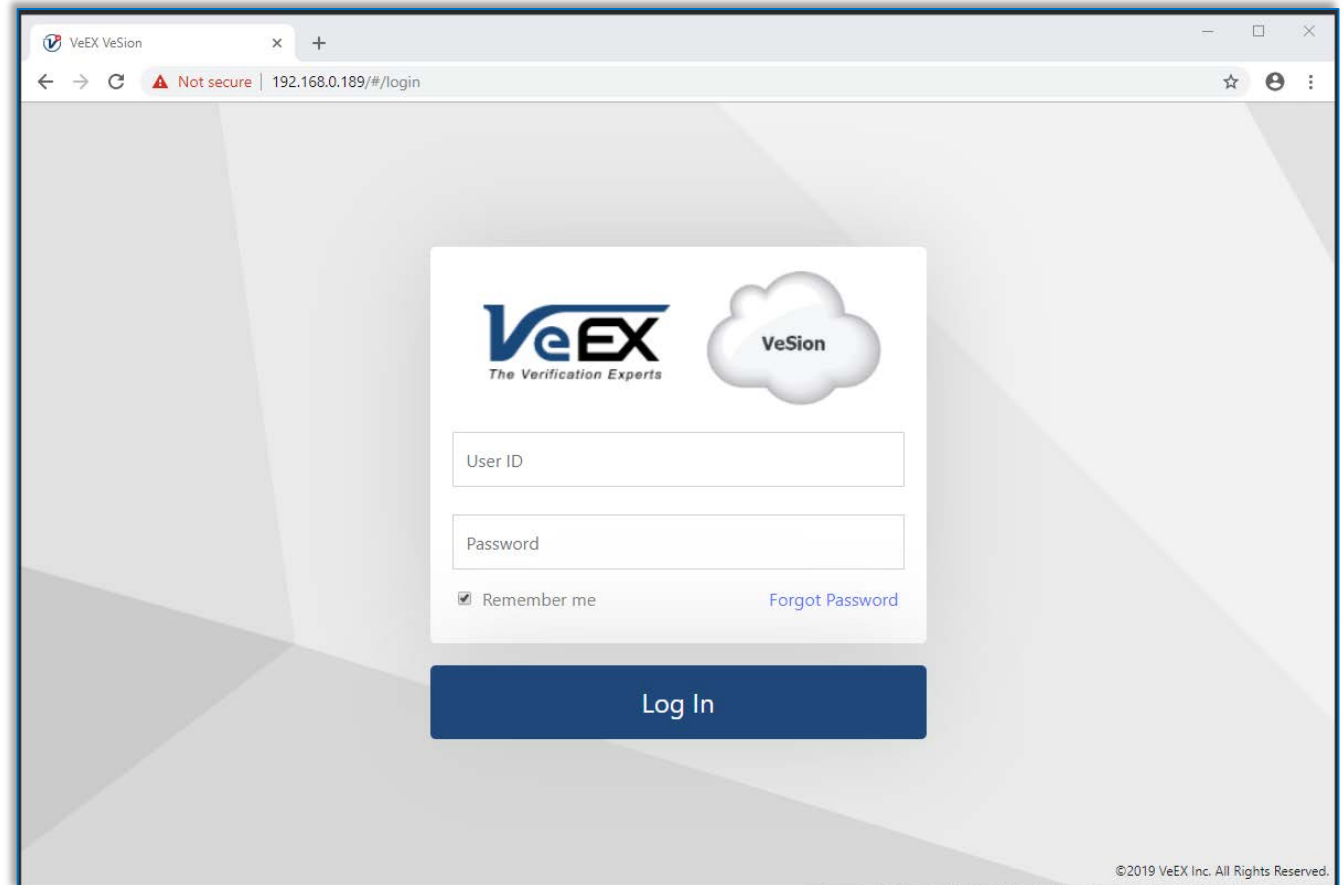 VeEX VeSion
Not secure | 192.168.0.189/#/login
VeEX
The Verification Experts
VeSion
User ID
Password
Remember me
Forgot Password
Log In
©2019 VeEX Inc. All Rights Reserved.